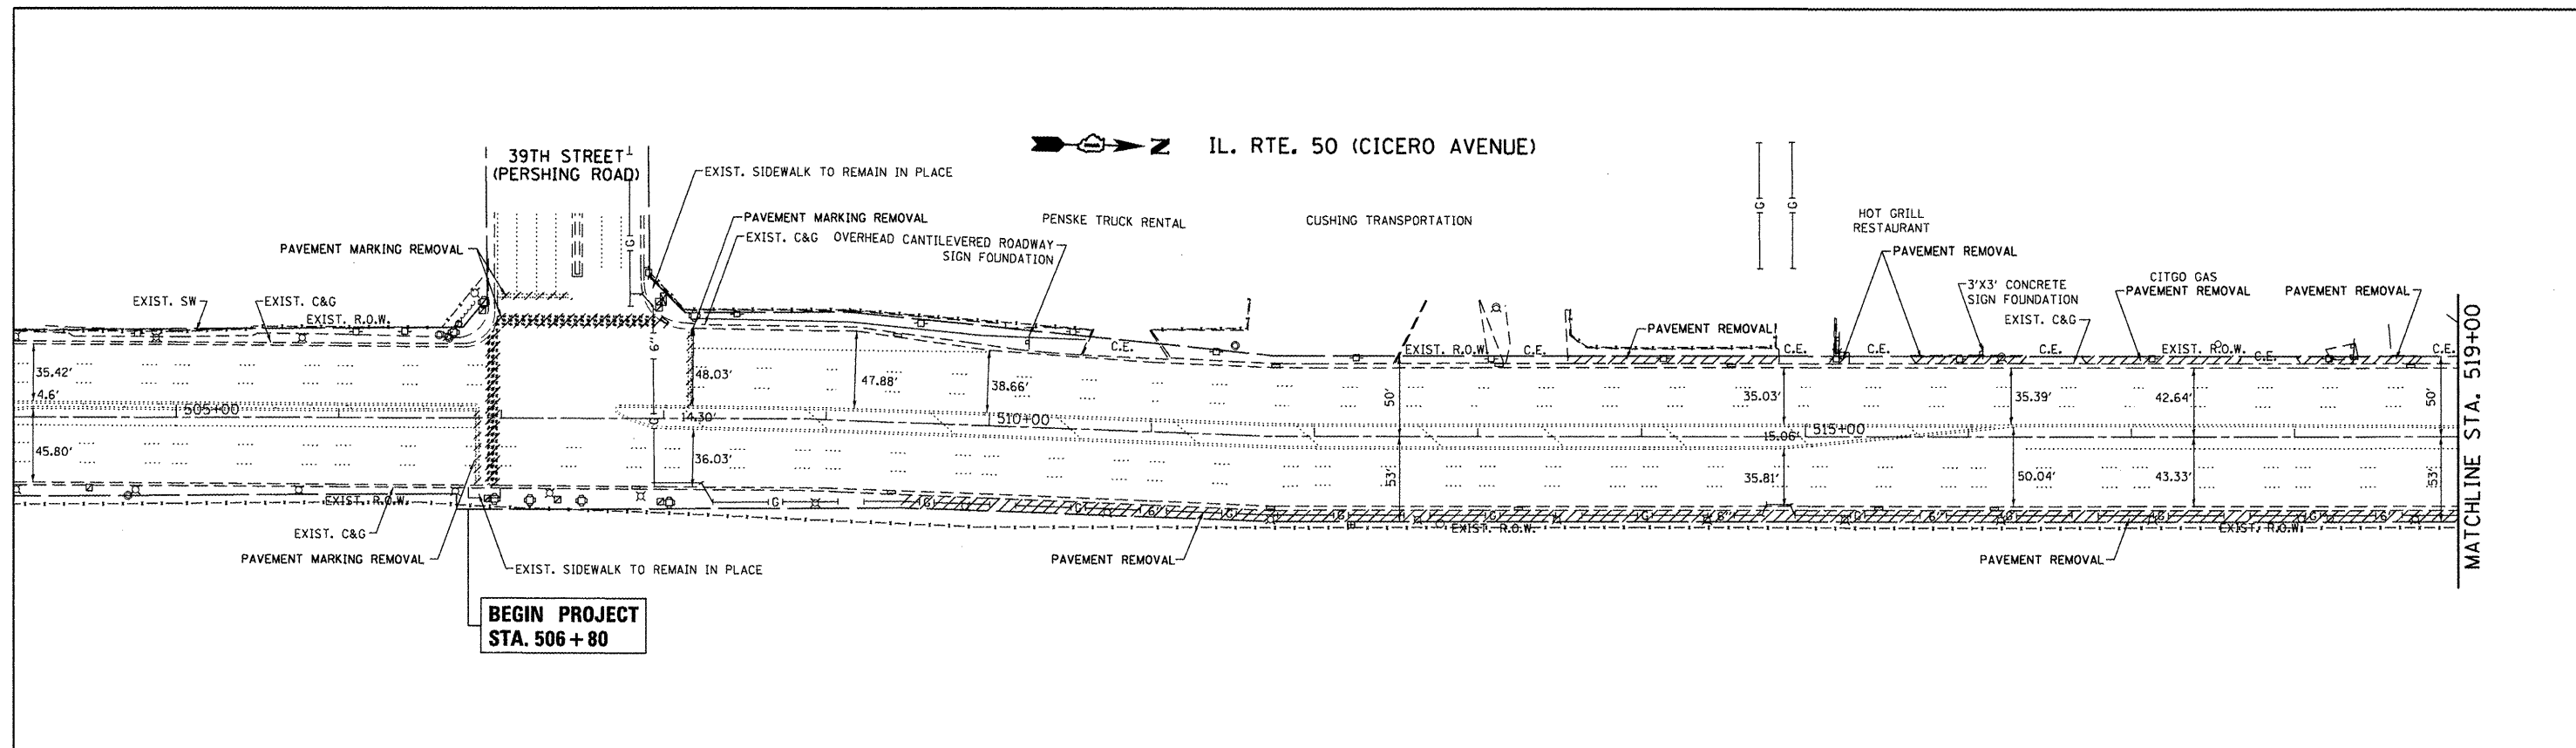 N IL. RTE. 50 (CICERO AVENUE)
39TH STREET
(PERSHING ROAD)
EXIST. SIDEWALK TO REMAIN IN PLACE
PAVEMENT MARKING REMOVAL
PAVEMENT MARKING REMOVAL
EXIST. C&G
OVERHEAD CANTILEVERED ROADWAY
SIGN FOUNDATION
PENSKE TRUCK RENTAL
CUSHING TRANSPORTATION
G
G
G
HOT GRILL
RESTAURANT
PAVEMENT REMOVAL
3'X3' CONCRETE
SIGN FOUNDATION
EXIST. C&G
CITGO GAS
PAVEMENT REMOVAL
PAVEMENT REMOVAL
EXIST. SW
EXIST. C&G
EXIST. R.O.W.
PAVEMENT REMOVAL
C.E.
EXIST. R.O.W.
C.E.
C.E.
C.E.
C.E.
EXIST. R.O.W.
C.E.
C.E.
35.42'
4.6'
45.80'
505+00
6"
G
48.03'
14.30'
36.03'
47.88'
38.66'
510+00
50'
53'
35.03'
15.06'
35.81'
515+00
35.39'
50.04'
42.64'
43.33'
50'
53'
MATCHLINE STA. 519+00
EXIST. R.O.W.
G
G
G
6"
G
G
G
G
6"
G
6"
G
G
G
6"
EXIST. R.O.W.
EXIST. R.O.W.
EXIST. C&G
PAVEMENT MARKING REMOVAL
EXIST. SIDEWALK TO REMAIN IN PLACE
PAVEMENT REMOVAL
PAVEMENT REMOVAL
BEGIN PROJECT
STA. 506+80